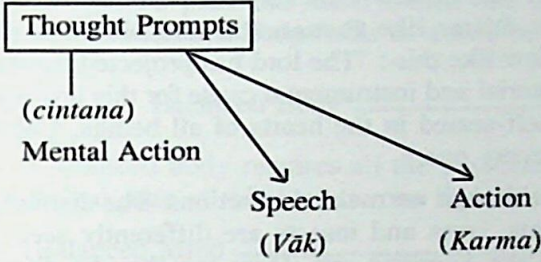 Thought Prompts
(cintana)
Mental Action
Speech Action
(Vāk) (Karma)